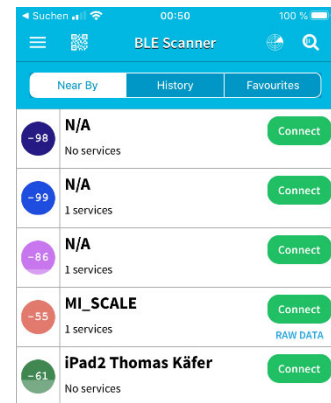 ◀ Suchen 00:50 100 %
BLE Scanner
Near By History Favourites
-98 N/A Connect
No services
-99 N/A Connect
1 services
-86 N/A Connect
1 services
-55 MI_SCALE Connect
1 services RAW DATA
-61 iPad2 Thomas Käfer Connect
No services